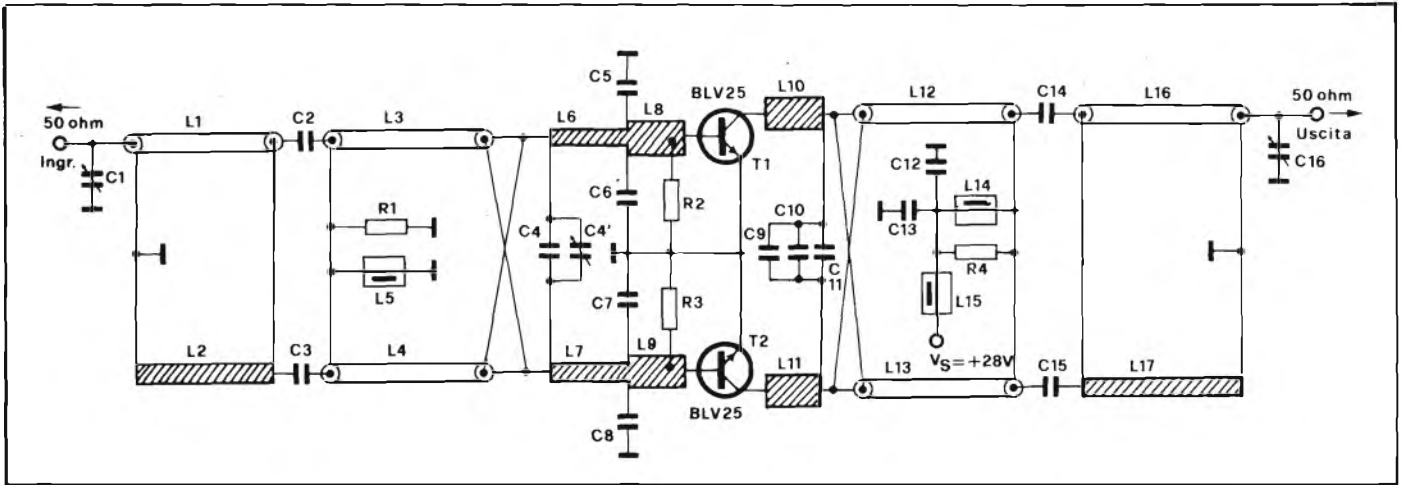 50 ohm
Ingr.
C1
L1
L2
C2
C3
L3
R1
L5
L4
C4
C4'
L6
L7
C5
C6
C7
C8
L8
L9
R2
R3
BLV25
T1
T2
BLV25
L10
L11
C9
C10
C
11
L12
C12
C13
L14
R4
L15
VS=+28V
L13
C14
C15
L16
L17
50 ohm
Uscita
C16